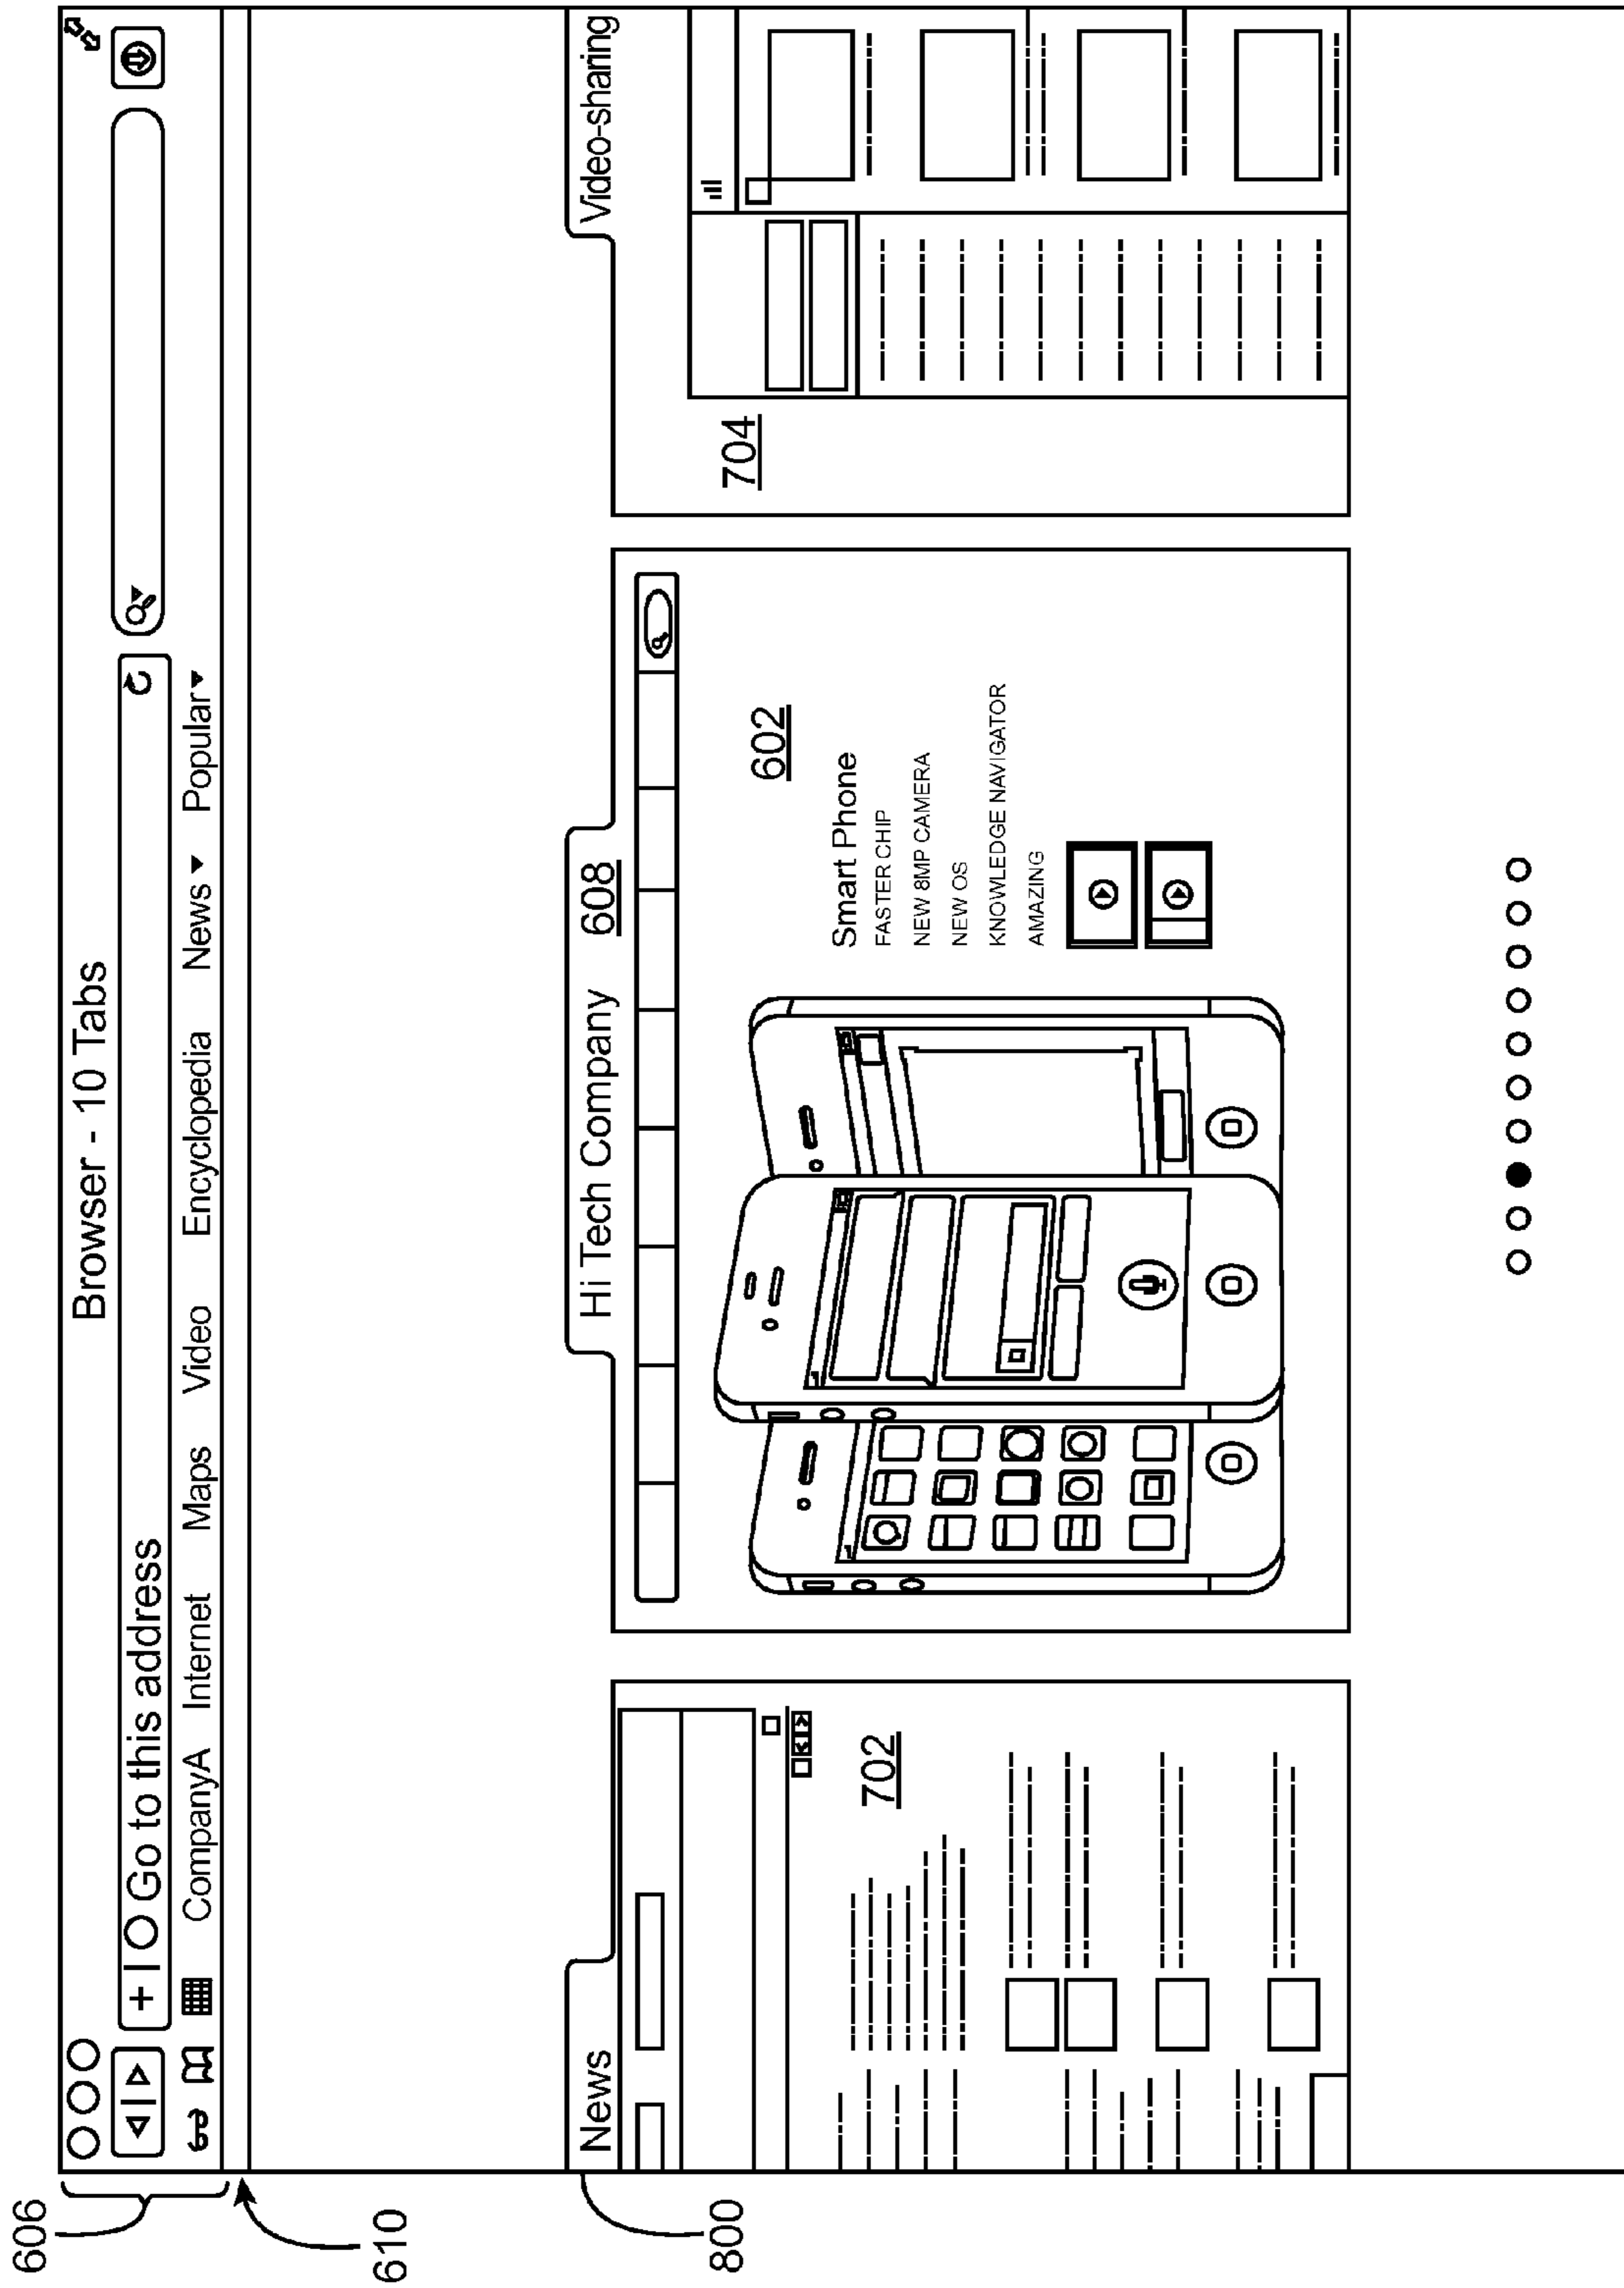 606
Browser - 10 Tabs
+ | Go to this address
CompanyA Internet Maps Video Encyclopedia News Popular
610
800
News
Hi Tech Company 608
Video-sharing
702
602
704
Smart Phone
FASTER CHIP
NEW 8MP CAMERA
NEW OS
KNOWLEDGE NAVIGATOR
AMAZING